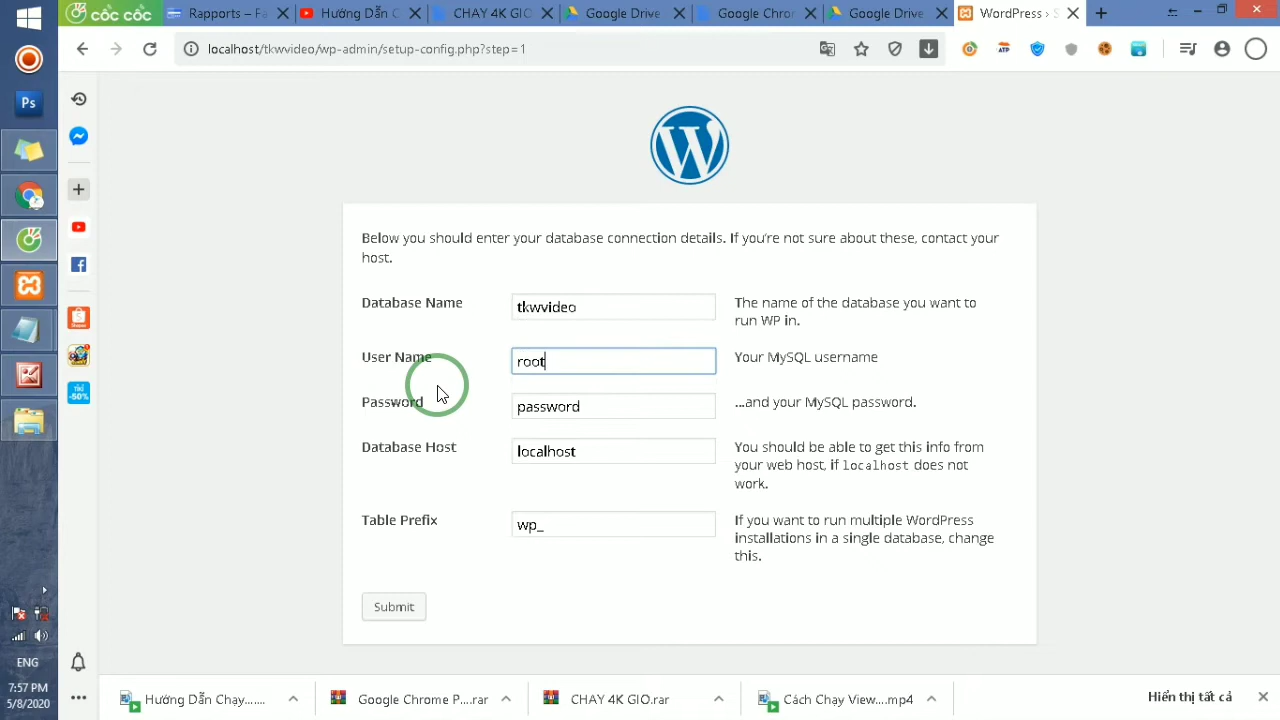 cốc cốc
Rapports – Fa
Hướng Dẫn C
CHAY 4K GIO
Google Drive
Google Chror
Google Drive
WordPress › S
localhost/tkwvideo/wp-admin/setup-config.php?step=1
Ps
ATP
W
Below you should enter your database connection details. If you're not sure about these, contact your
host.
Database Name
tkwvideo
The name of the database you want to
run WP in.
User Name
root
Your MySQL username
Password
password
...and your MySQL password.
Database Host
localhost
You should be able to get this info from
your web host, if localhost does not
work.
Table Prefix
wp_
If you want to run multiple WordPress
installations in a single database, change
this.
Submit
-50%
ENG
7:57 PM
5/8/2020
Hướng Dẫn Chạy......
Google Chrome P....rar
CHAY 4K GIO.rar
Cách Chạy View....mp4
Hiển thị tất cả